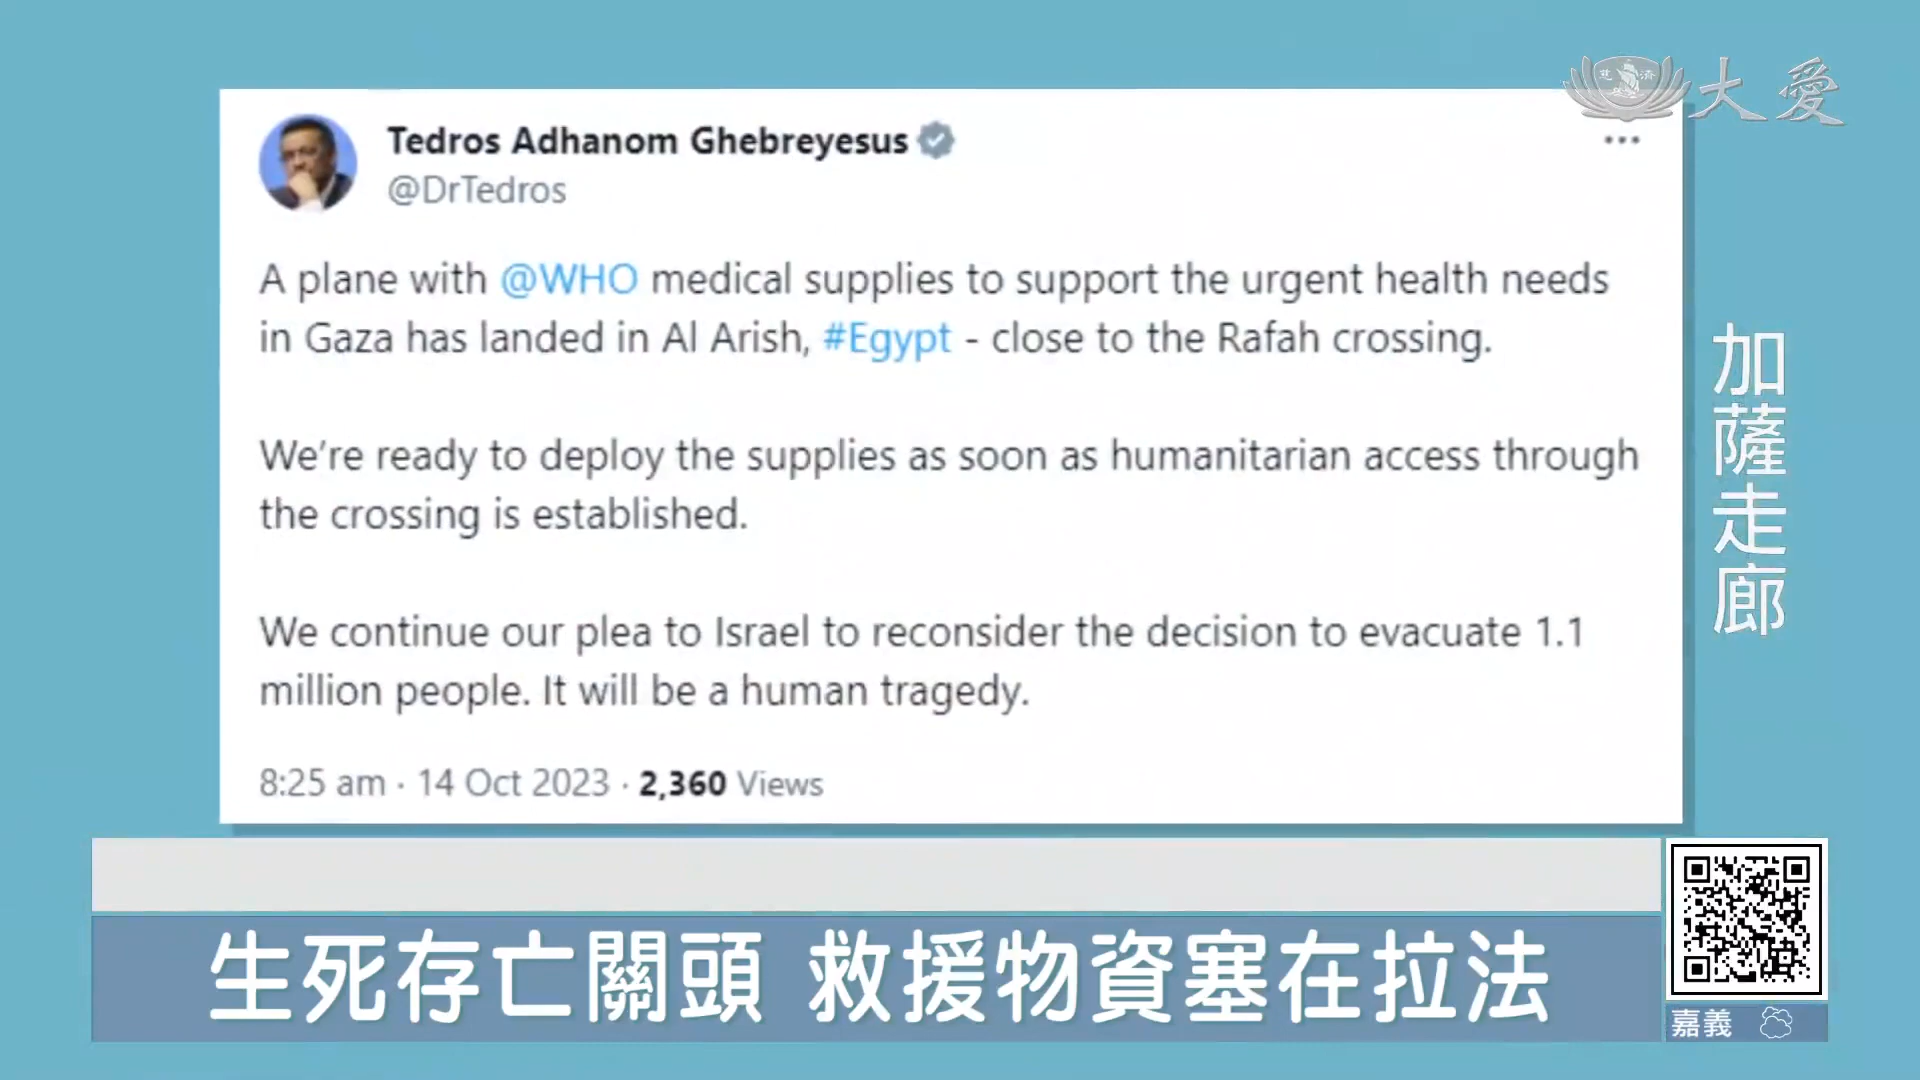 大愛
慈濟
Tedros Adhanom Ghebreyesus
@DrTedros
A plane with @WHO medical supplies to support the urgent health needs
in Gaza has landed in Al Arish, #Egypt - close to the Rafah crossing.
We’re ready to deploy the supplies as soon as humanitarian access through
the crossing is established.
We continue our plea to Israel to reconsider the decision to evacuate 1.1
million people. It will be a human tragedy.
8:25 am · 14 Oct 2023 · 2,360 Views
加薩走廊
生死存亡關頭 救援物資塞在拉法
嘉義